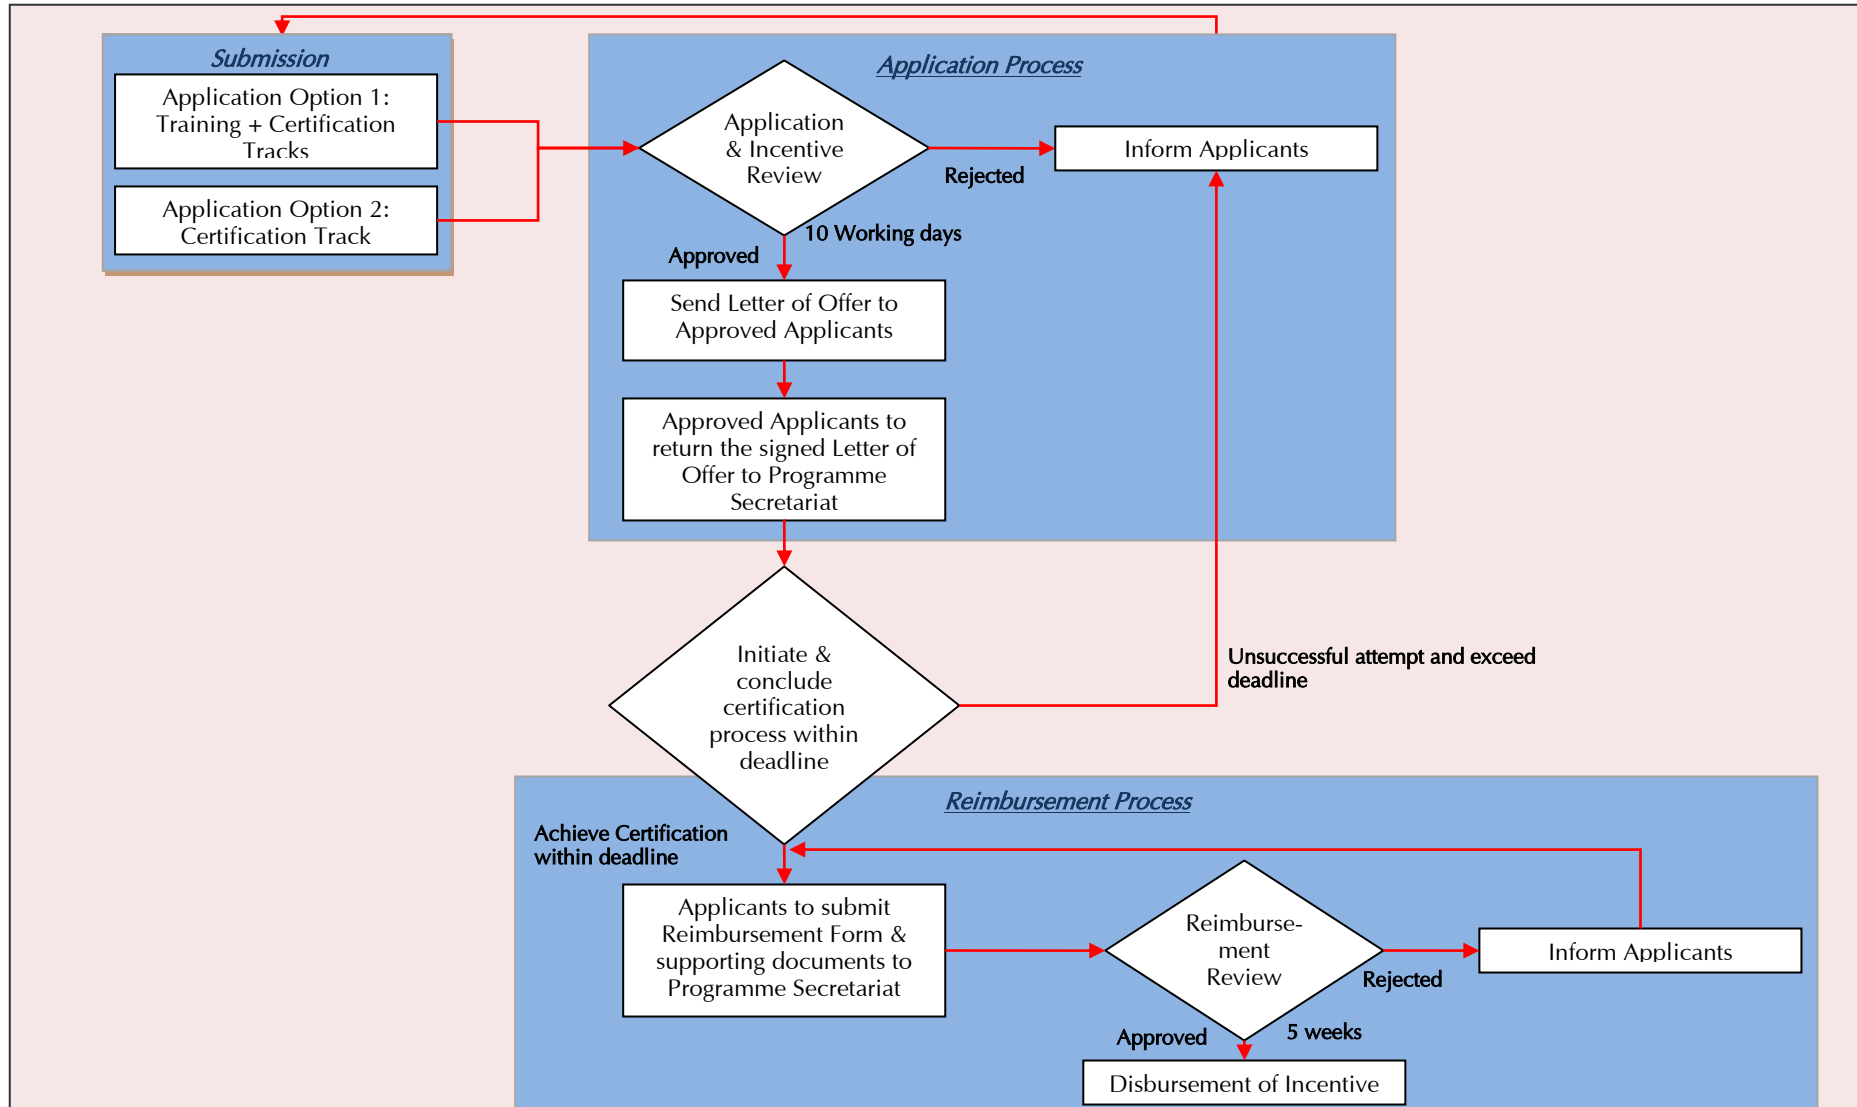 Submission
Application Option 1:
Training + Certification
Tracks
Application Option 2:
Certification Track
Application Process
Application
& Incentive
Review
Rejected
Inform Applicants
10 Working days
Approved
Send Letter of Offer to
Approved Applicants
Approved Applicants to
return the signed Letter of
Offer to Programme
Secretariat
Initiate &
conclude
certification
process within
deadline
Unsuccessful attempt and exceed
deadline
Reimbursement Process
Achieve Certification
within deadline
Applicants to submit
Reimbursement Form &
supporting documents to
Programme Secretariat
Reimburse-
ment
Review
Rejected
Inform Applicants
Approved
5 weeks
Disbursement of Incentive